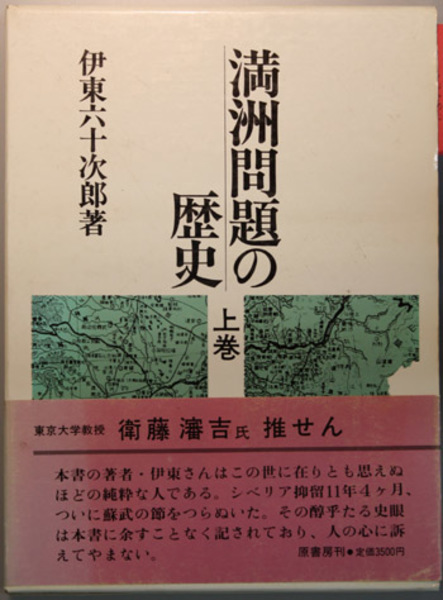 満洲問題の
歴史
上巻
伊東六十次郎著
東京大学教授 衛藤瀋吉氏 推せん
本書の著者・伊東さんはこの世に在りとも思えぬ
ほどの純粋な人である。シベリア抑留11年4ヶ月、
ついに蘇武の節をつらぬいた。その醇乎たる史眼
は本書に余すことなく記されており、人の心に訴
えてやまない。
原書房刊●定価3500円